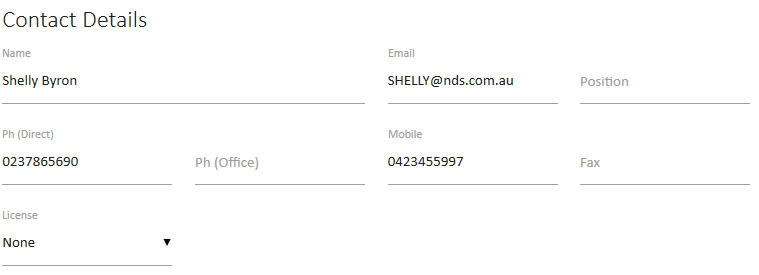 Contact Details
Name Email
Shelly Byron SHELLY@nds.com.au Position
Ph (Direct) Mobile
0237865690 Ph (Office) 0423455997 Fax
License
None ▼